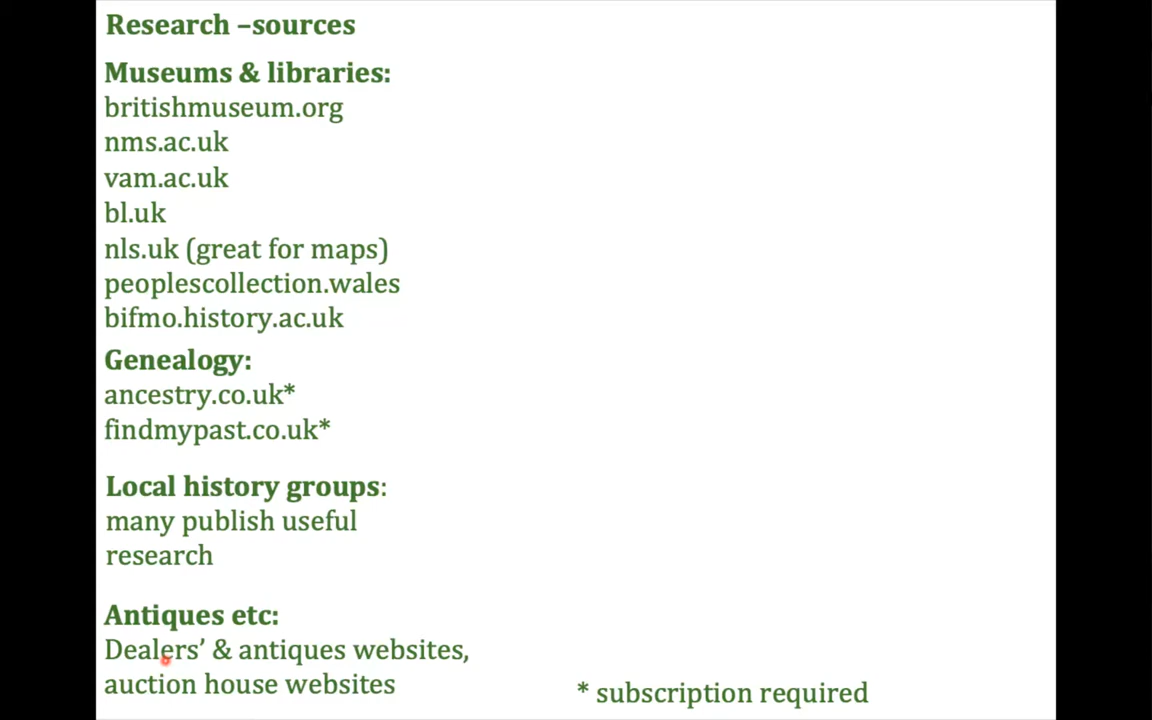 Research –sources
Museums & libraries:
britishmuseum.org
nms.ac.uk
vam.ac.uk
bl.uk
nls.uk (great for maps)
peoplescollection.wales
bifmo.history.ac.uk
Genealogy:
ancestry.co.uk*
findmypast.co.uk*
Local history groups:
many publish useful
research
Antiques etc:
Dealers’ & antiques websites,
auction house websites
* subscription required